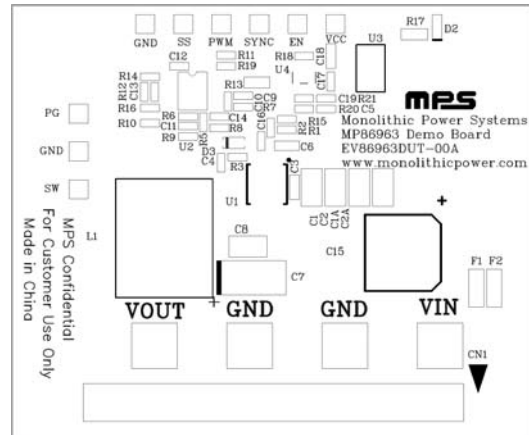 GND SS PWM SYNC EN VCC
R17 D2
U3
C12 R11 R19 R18 C18
U4
R14 R13 C17
R12 C13 C10 C9 R7 C19 R21
R16 R20 C5
R10 R6 C11 R9 U2 R5 C14 R8 C16 R2 R1 R15
D3 C4 R3 C6
mps
Monolithic Power Systems
MP86963 Demo Board
EV86963DUT-00A
www.monolithicpower.com
PG
GND
SW
L1
U1
C3
C1
C2
C1A
C2A
C8
C7
C15
+
+
F1 F2
VOUT GND GND VIN
CN1
MPS Confidential
For Customer Use Only
Made in China